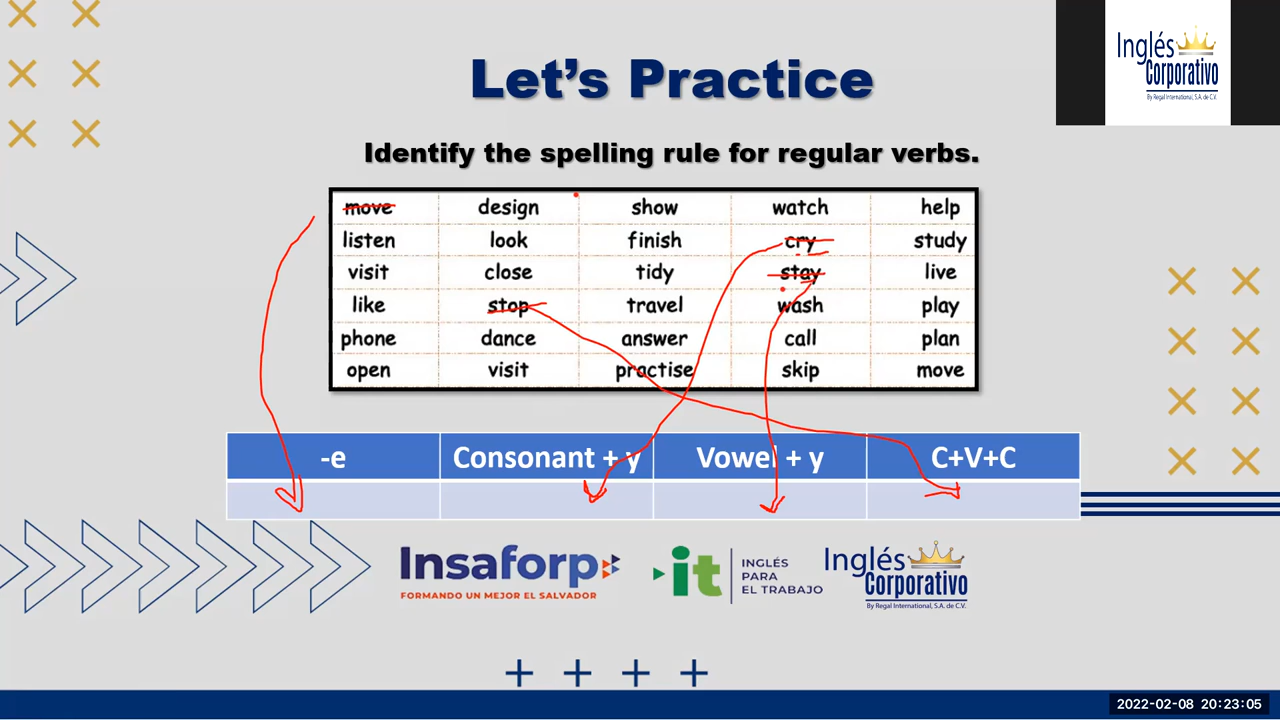 Inglés
Corporativo
By Regal International, S.A. de C.V.
Let's Practice
Identify the spelling rule for regular verbs.
move design show watch help
listen look finish cry study
visit close tidy stay live
like stop travel wash play
phone dance answer call plan
open visit practise skip move
-e Consonant + y Vowel + y C+V+C
Insaforp
FORMANDO UN MEJOR EL SALVADOR
it
INGLÉS
PARA
EL TRABAJO
Inglés
Corporativo
By Regal International, S.A. de C.V.
2022-02-08 20:23:05